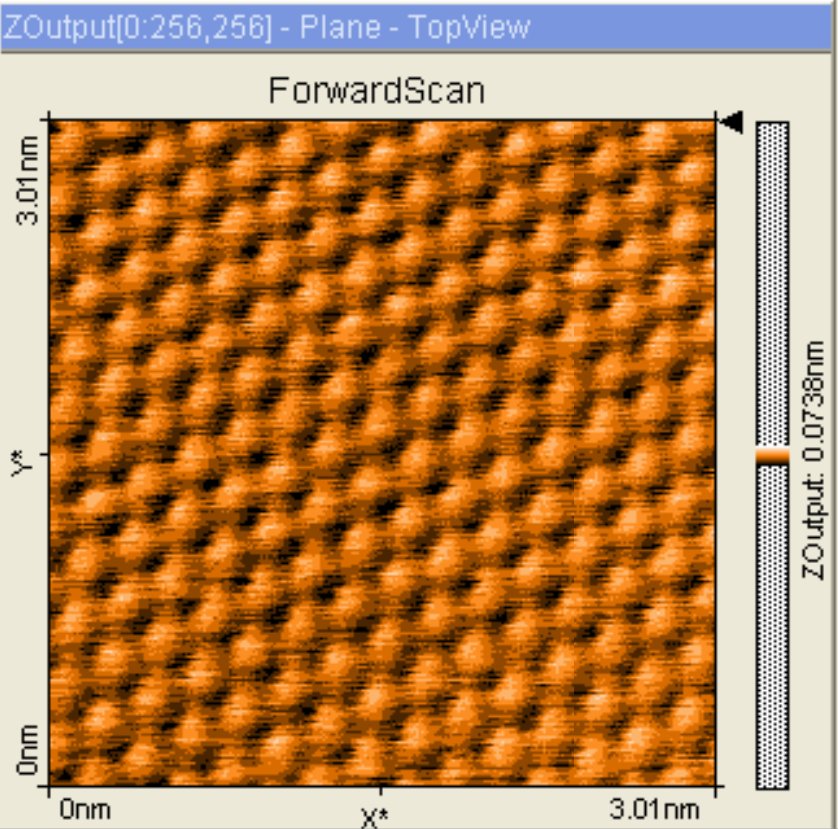 ZOutput[0:256,256] - Plane - TopView
ForwardScan
3.01nm
Y*
0nm
0nm
X*
3.01nm
ZOutput: 0.0738nm